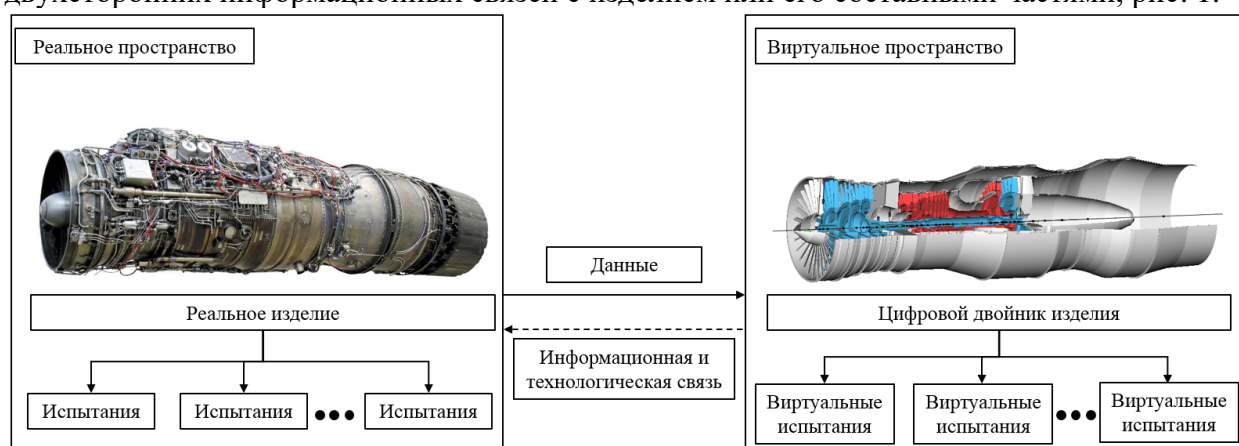 двухсторонних информационных связей с изделием или его составными частями, рис. 1.
Реальное пространство
Виртуальное пространство
Данные
Реальное изделие
Цифровой двойник изделия
Информационная и
технологическая связь
Испытания
Испытания
Испытания
Виртуальные
испытания
Виртуальные
испытания
Виртуальные
испытания